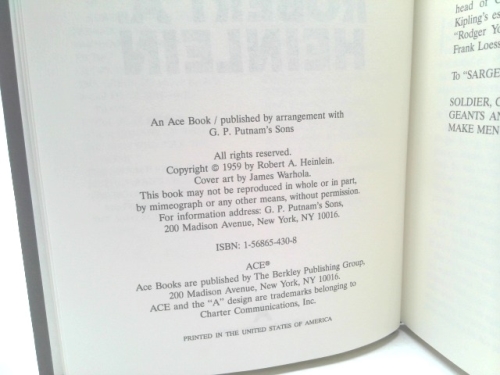 An Ace Book / published by arrangement with
G. P. Putnam's Sons
All rights reserved.
Copyright © 1959 by Robert A. Heinlein.
Cover art by James Warhola.
This book may not be reproduced in whole or in part,
by mimeograph or any other means, without permission.
For information address: G. P. Putnam's Sons,
200 Madison Avenue, New York, NY 10016.
ISBN: 1-56865-430-8
ACE®
Ace Books are published by The Berkley Publishing Group,
200 Madison Avenue, New York, NY 10016.
ACE and the "A" design are trademarks belonging to
Charter Communications, Inc.
PRINTED IN THE UNITED STATES OF AMERICA
head of
Kipling's
"Rodger
Frank
To "SARGE
SOLDIER,
GEANTS
MAKE MEN